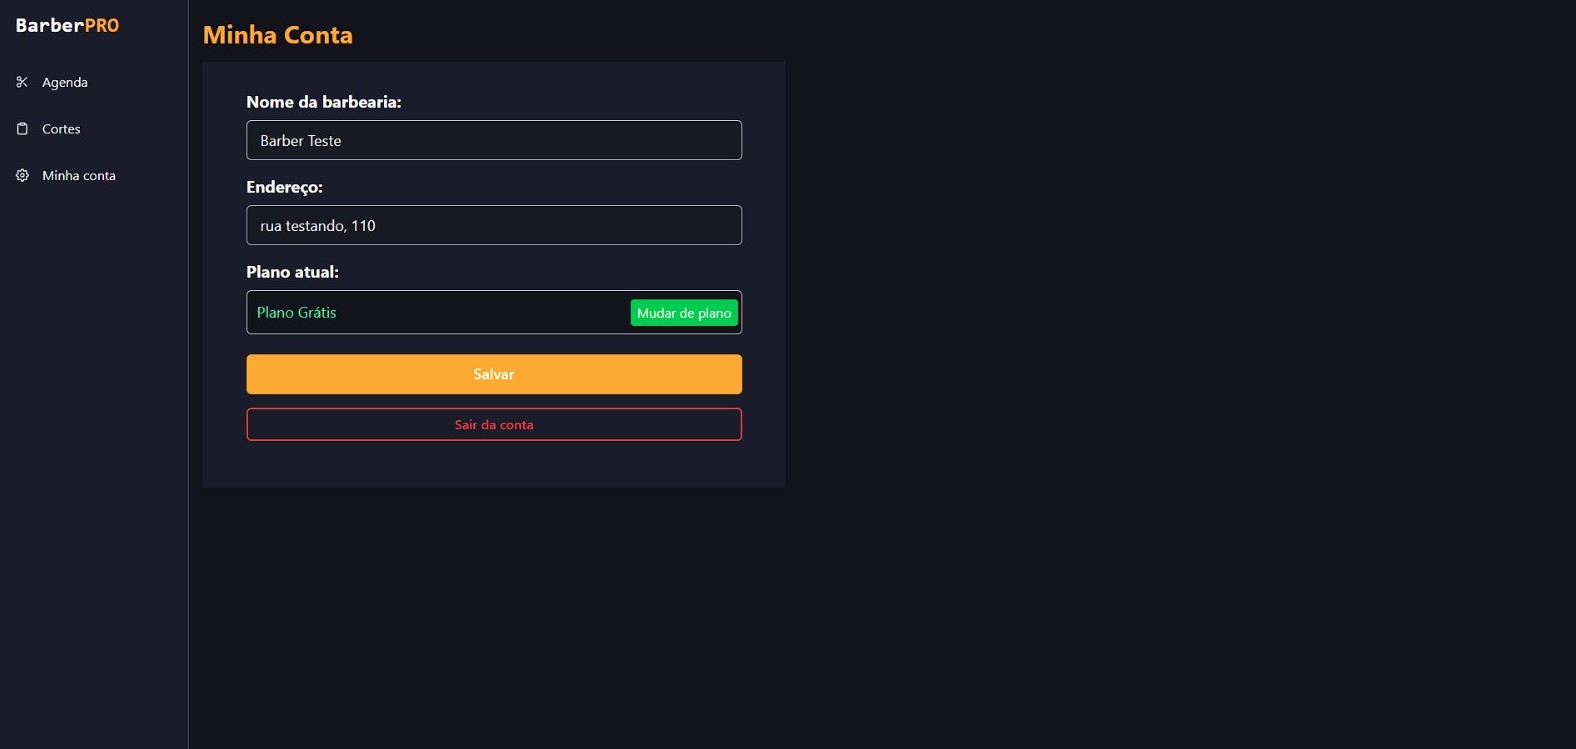 BarberPRO
Agenda
Cortes
Minha conta
Minha Conta
Nome da barbearia:
Barber Teste
Endereço:
rua testando, 110
Plano atual:
Plano Grátis
Mudar de plano
Salvar
Sair da conta